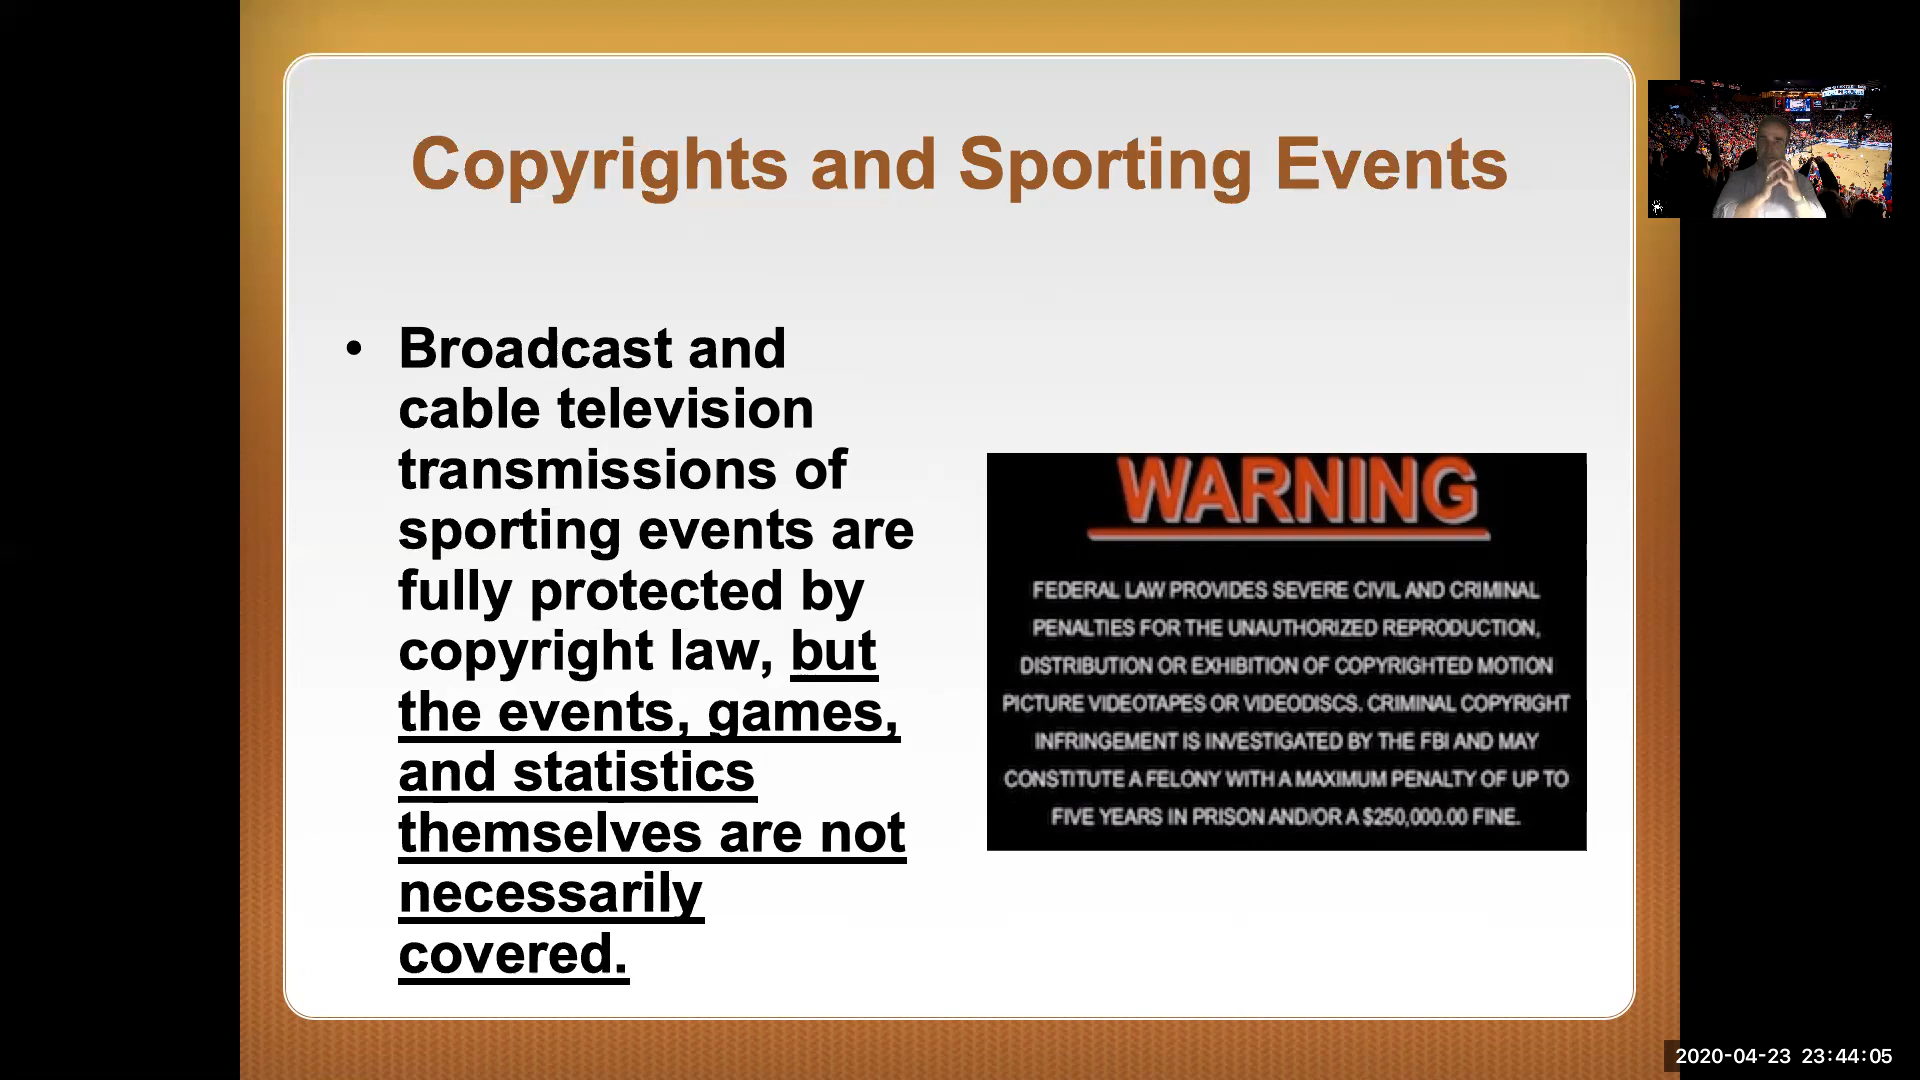 Copyrights and Sporting Events
• Broadcast and
cable television
transmissions of
sporting events are
fully protected by
copyright law, but
the events, games,
and statistics
themselves are not
necessarily
covered.
WARNING
FEDERAL LAW PROVIDES SEVERE CIVIL AND CRIMINAL
PENALTIES FOR THE UNAUTHORIZED REPRODUCTION,
DISTRIBUTION OR EXHIBITION OF COPYRIGHTED MOTION
PICTURE VIDEOTAPES OR VIDEODISCS. CRIMINAL COPYRIGHT
INFRINGEMENT IS INVESTIGATED BY THE FBI AND MAY
CONSTITUTE A FELONY WITH A MAXIMUM PENALTY OF UP TO
FIVE YEARS IN PRISON AND/OR A $250,000.00 FINE.
2020-04-23 23:44:05